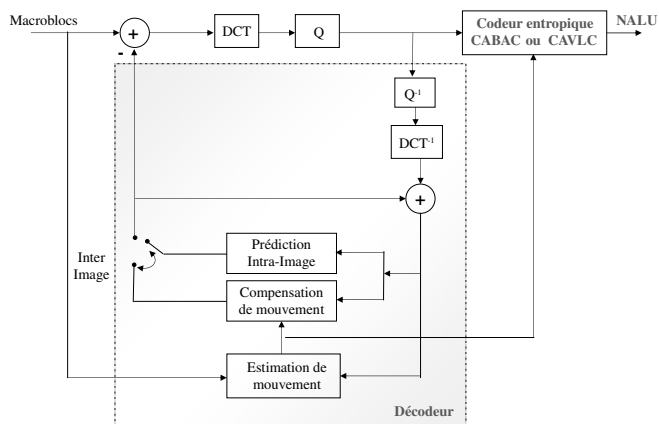 Macroblocs
+
-
DCT
Q
Codeur entropique
CABAC ou CAVLC
NALU
Q-1
DCT-1
+
Inter
Image
Prédiction
Intra-Image
Compensation
de mouvement
Estimation de
mouvement
Décodeur